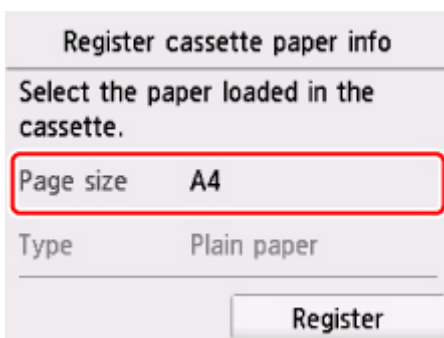 Register cassette paper info
Select the paper loaded in the
cassette.
Page size A4
Type Plain paper
Register